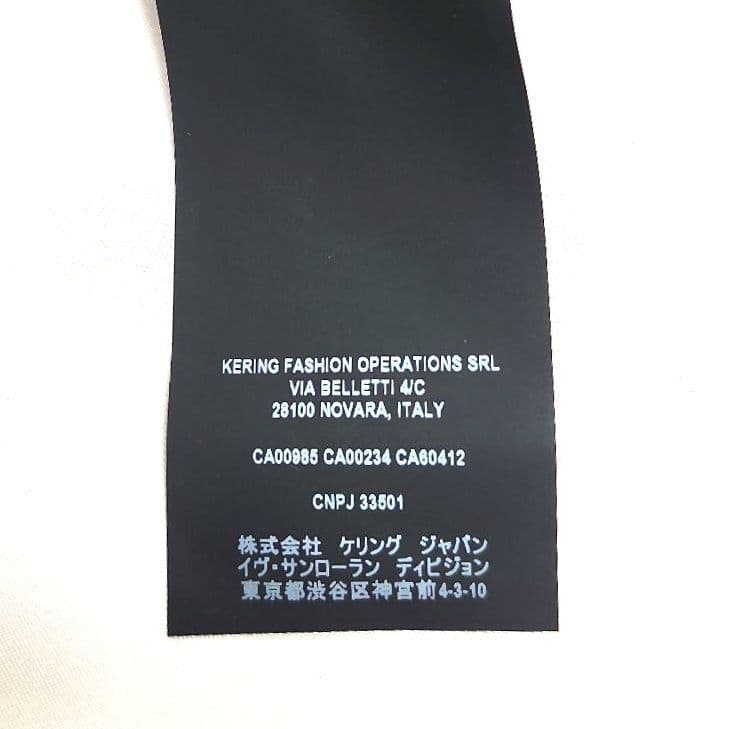 KERING FASHION OPERATIONS SRL
VIA BELLETTI 4/C
28100 NOVARA, ITALY
CA00985 CA00234 CA60412
CNPJ 33501
株式会社 ケリング ジャパン
イヴ・サンローラン ディビジョン
東京都渋谷区神宮前4-3-10